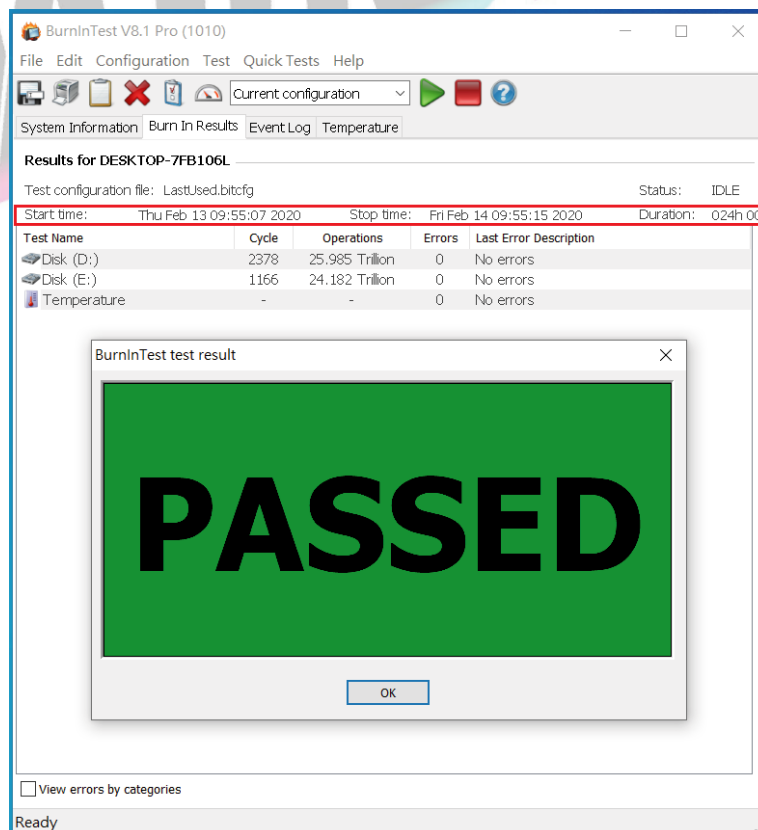 BurnInTest V8.1 Pro (1010)
File Edit Configuration Test Quick Tests Help
Current configuration
System Information Burn In Results Event Log Temperature
Results for DESKTOP-7FB106L
Test configuration file: LastUsed.bitcfg Status: IDLE
Start time: Thu Feb 13 09:55:07 2020 Stop time: Fri Feb 14 09:55:15 2020 Duration: 024h 00
Test Name Cycle Operations Errors Last Error Description
Disk (D:) 2378 25.985 Trillion 0 No errors
Disk (E:) 1166 24.182 Trillion 0 No errors
Temperature - - 0 No errors
BurnInTest test result
PASSED
OK
View errors by categories
Ready